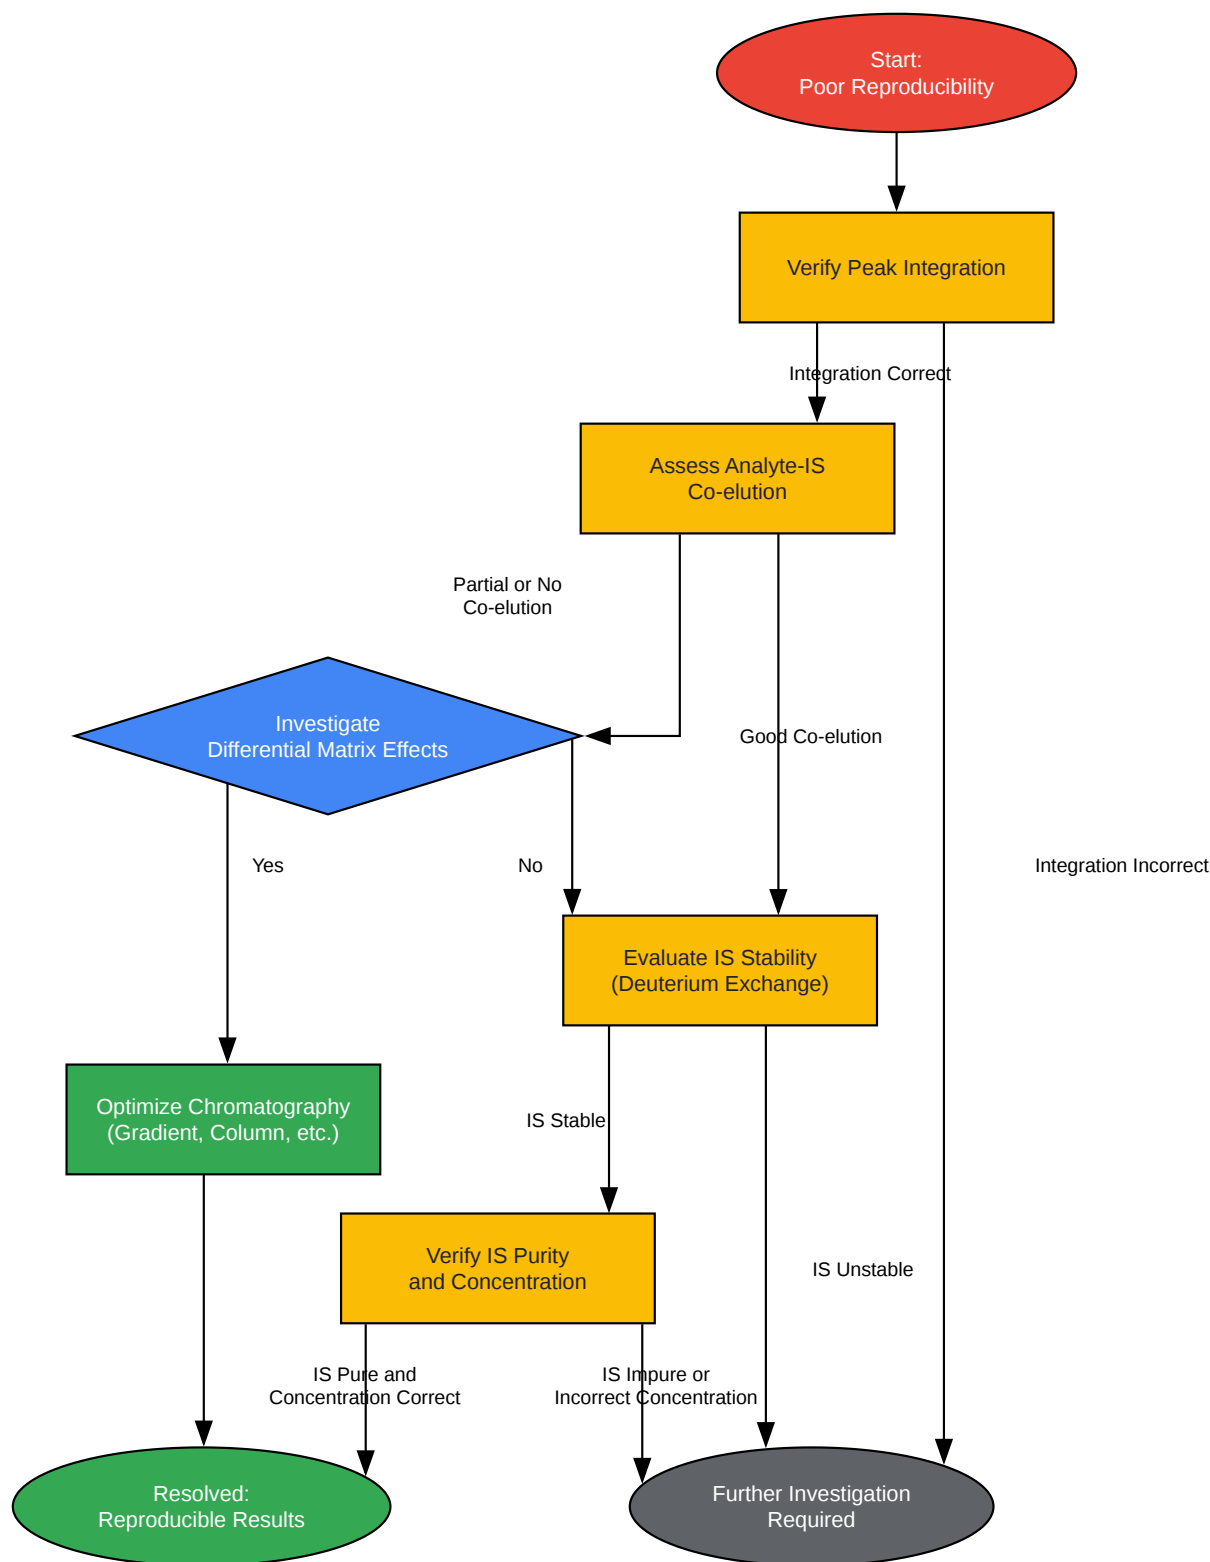 Start:
Poor Reproducibility
Verify Peak Integration
Integration Correct
Assess Analyte-IS
Co-elution
Partial or No
Co-elution
Investigate
Differential Matrix Effects
Good Co-elution
Yes
No
Integration Incorrect
Evaluate IS Stability
(Deuterium Exchange)
Optimize Chromatography
(Gradient, Column, etc.)
IS Stable
Verify IS Purity
and Concentration
IS Unstable
IS Pure and
Concentration Correct
IS Impure or
Incorrect Concentration
Resolved:
Reproducible Results
Further Investigation
Required